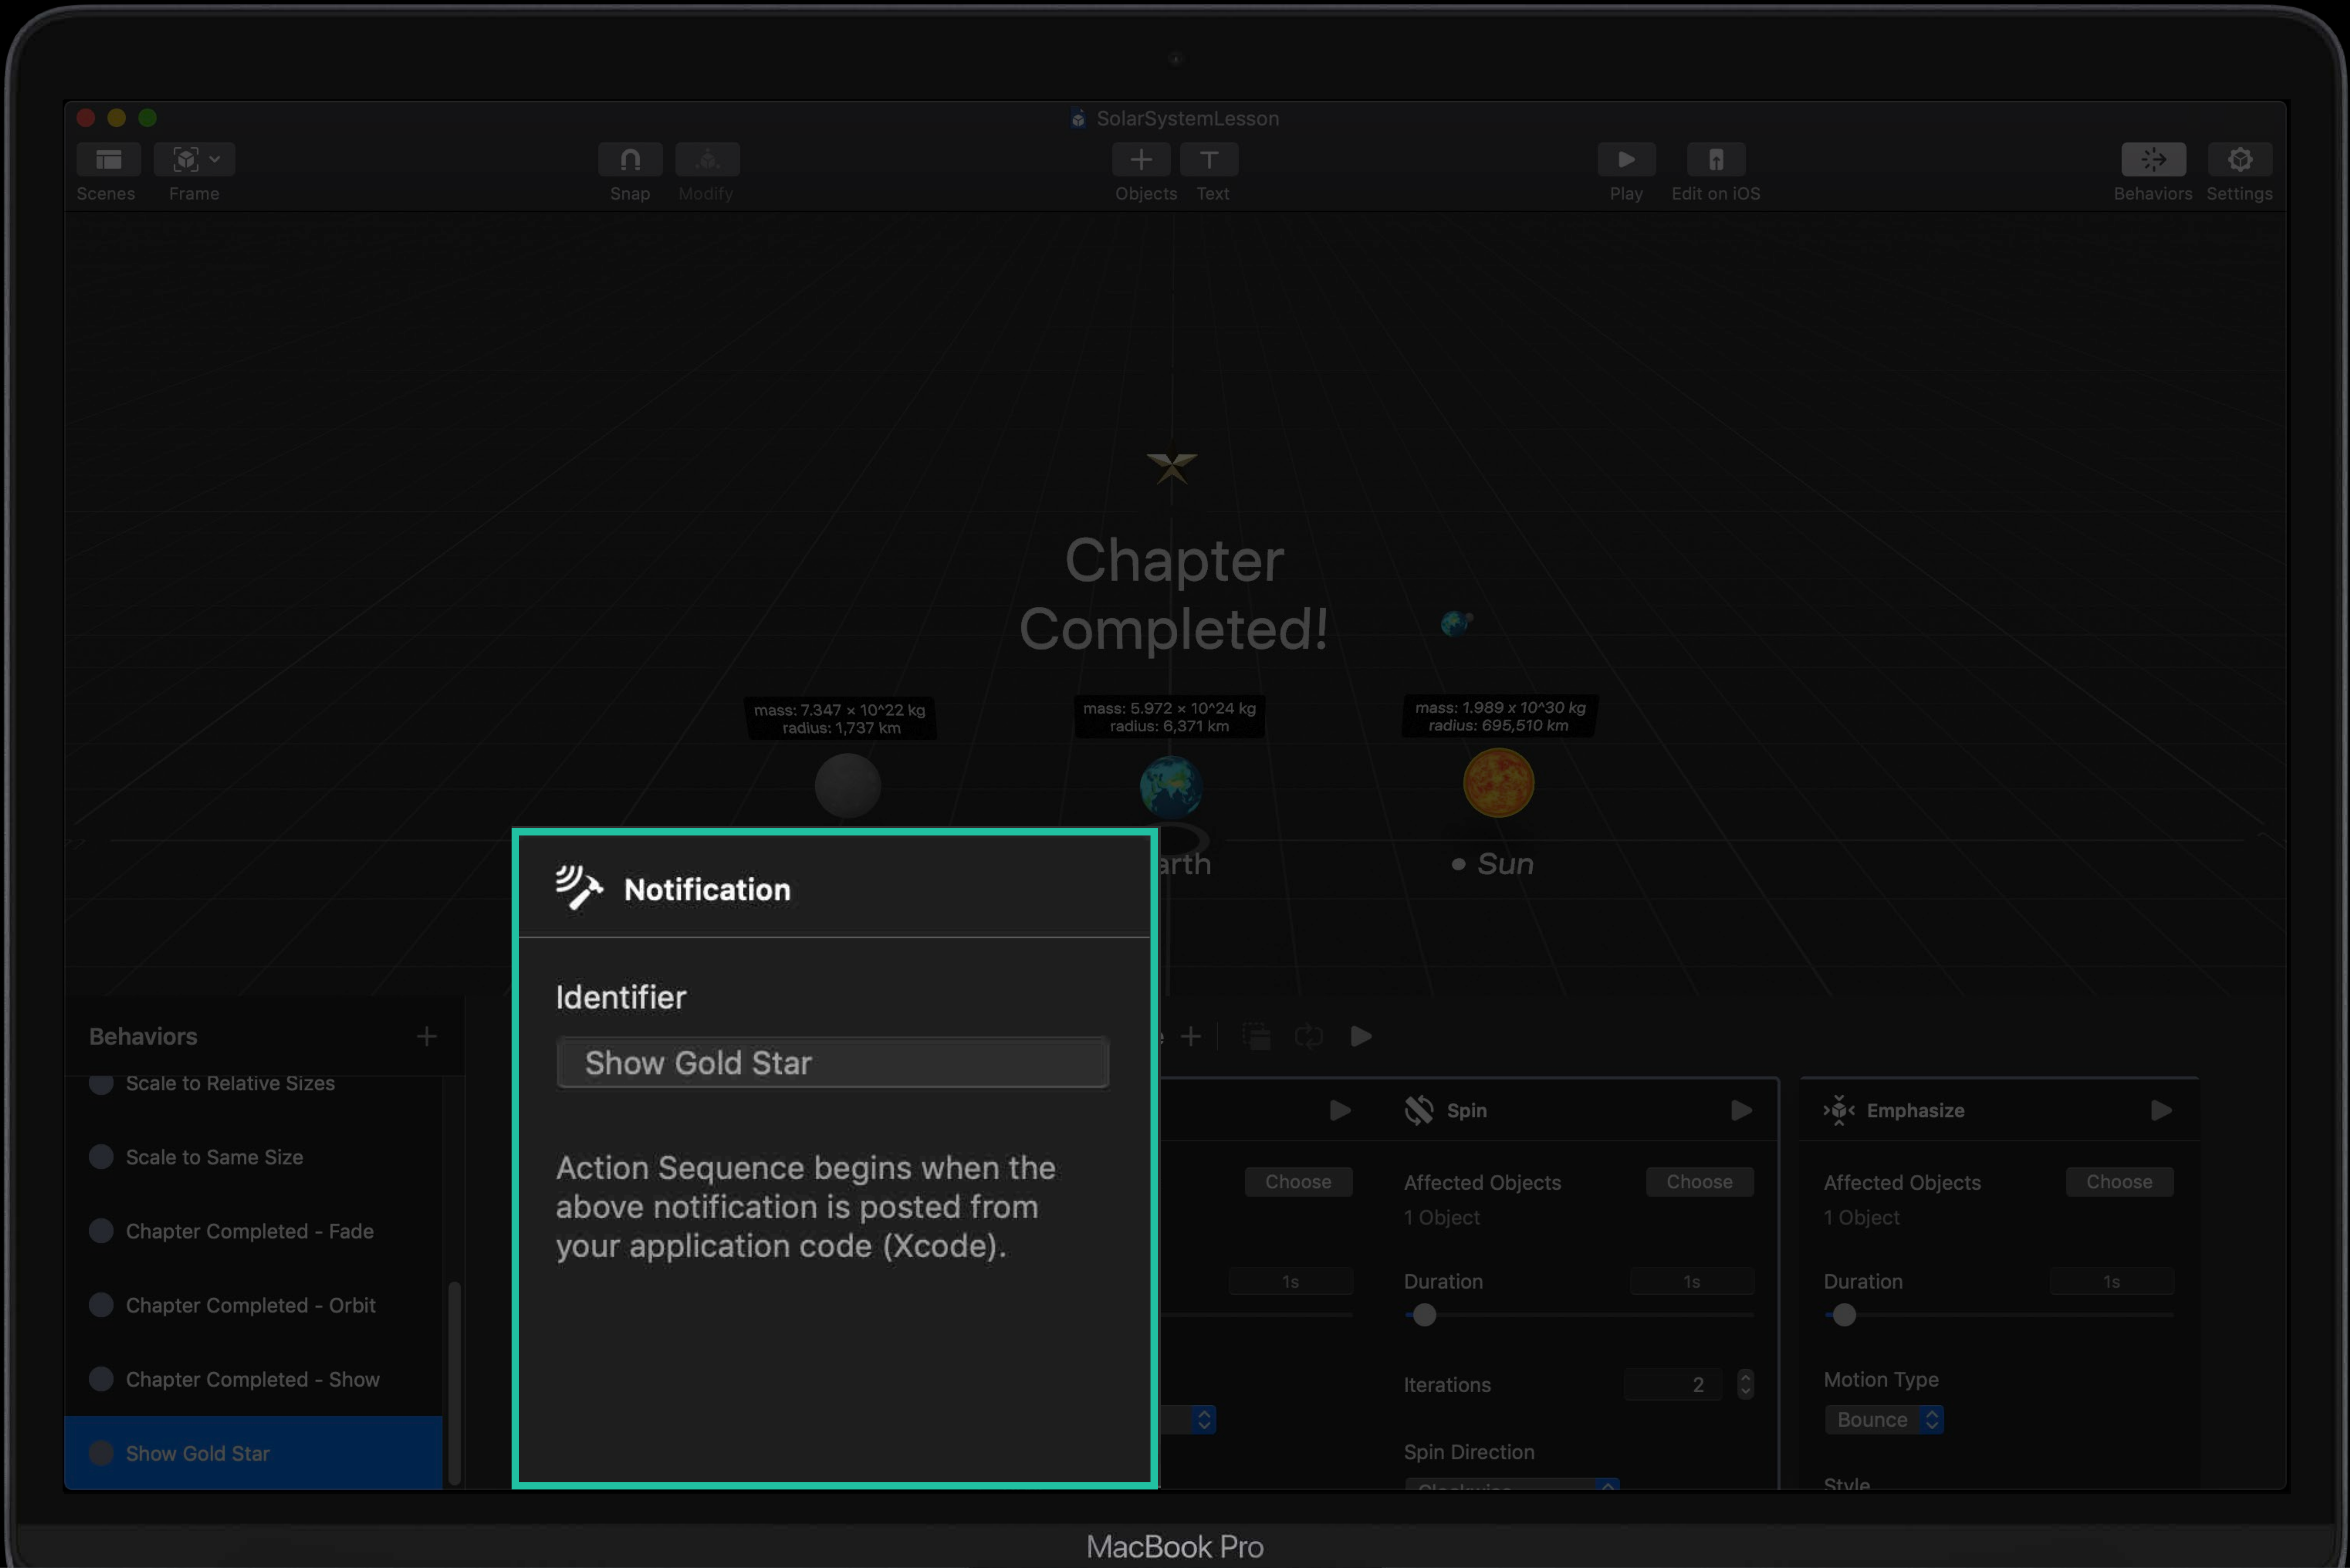 SolarSystemLesson
Scenes
Frame
Snap
Modify
Objects
Text
Play
Edit on iOS
Behaviors
Settings
Chapter
Completed!
mass: 7.347 × 10^22 kg
radius: 1,737 km
mass: 5.972 × 10^24 kg
radius: 6,371 km
mass: 1.989 x 10^30 kg
radius: 695,510 km
arth
• Sun
Notification
Identifier
Show Gold Star
Action Sequence begins when the
above notification is posted from
your application code (Xcode).
Behaviors
Scale to Relative Sizes
Scale to Same Size
Chapter Completed - Fade
Chapter Completed - Orbit
Chapter Completed - Show
Show Gold Star
Choose
1s
Spin
Affected Objects
Choose
1 Object
Duration
1s
Iterations
2
Spin Direction
Clockwise
Emphasize
Affected Objects
Choose
1 Object
Duration
1s
Motion Type
Bounce
Style
MacBook Pro